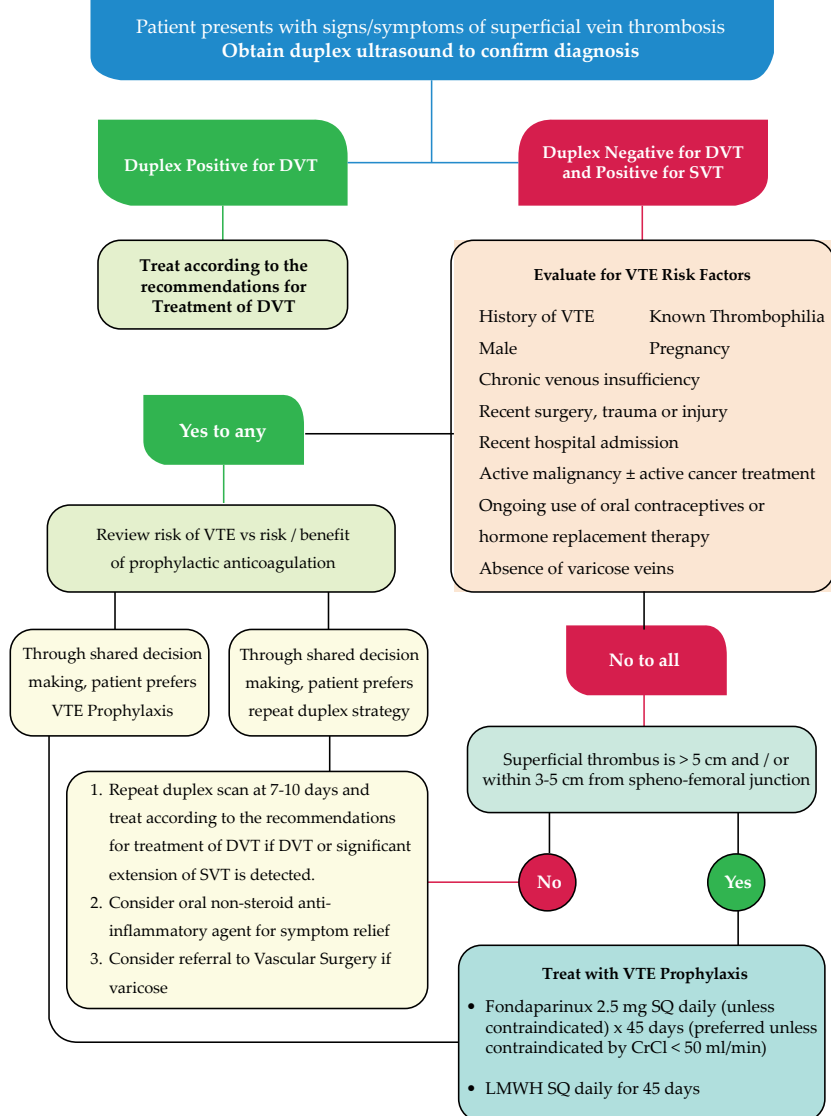 Patient presents with signs/symptoms of superficial vein thrombosis
Obtain duplex ultrasound to confirm diagnosis
Duplex Positive for DVT
Duplex Negative for DVT
and Positive for SVT
Treat according to the
recommendations for
Treatment of DVT
Evaluate for VTE Risk Factors
History of VTE Known Thrombophilia
Male Pregnancy
Chronic venous insufficiency
Recent surgery, trauma or injury
Recent hospital admission
Active malignancy ± active cancer treatment
Ongoing use of oral contraceptives or
hormone replacement therapy
Absence of varicose veins
Yes to any
Review risk of VTE vs risk / benefit
of prophylactic anticoagulation
Through shared decision
making, patient prefers
VTE Prophylaxis
Through shared decision
making, patient prefers
repeat duplex strategy
No to all
Superficial thrombus is > 5 cm and / or
within 3-5 cm from spheno-femoral junction
1. Repeat duplex scan at 7-10 days and
treat according to the recommendations
for treatment of DVT if DVT or significant
extension of SVT is detected.
2. Consider oral non-steroid anti-
inflammatory agent for symptom relief
3. Consider referral to Vascular Surgery if
varicose
No
Yes
Treat with VTE Prophylaxis
• Fondaparinux 2.5 mg SQ daily (unless
contraindicated) x 45 days (preferred unless
contraindicated by CrCl < 50 ml/min)
• LMWH SQ daily for 45 days